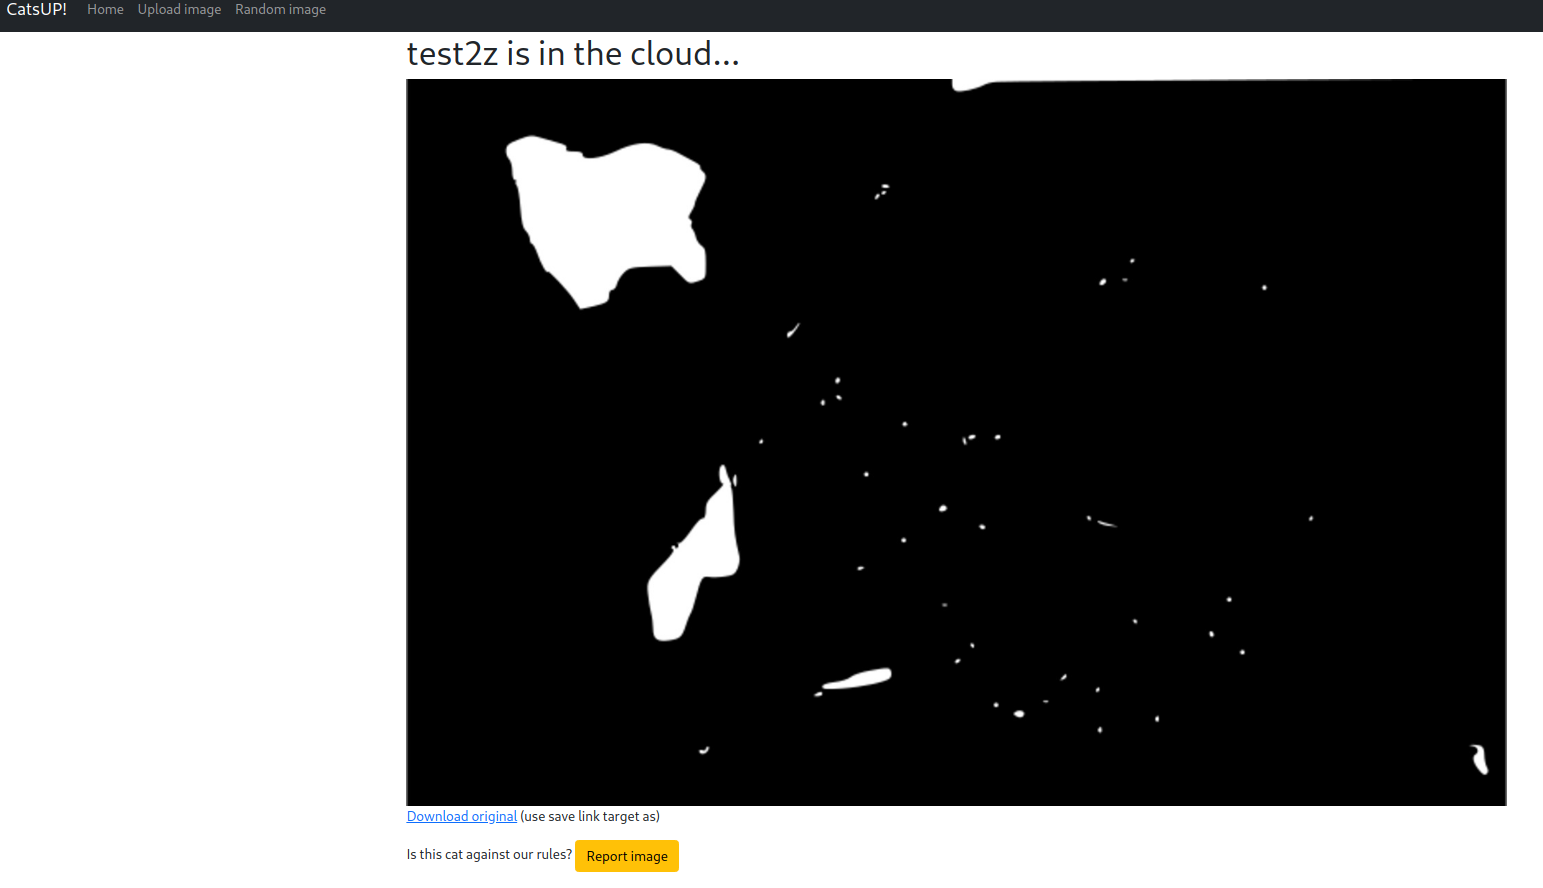 CatsUP! Home Upload image Random image
test2z is in the cloud...
Download original (use save link target as)
Is this cat against our rules? Report image